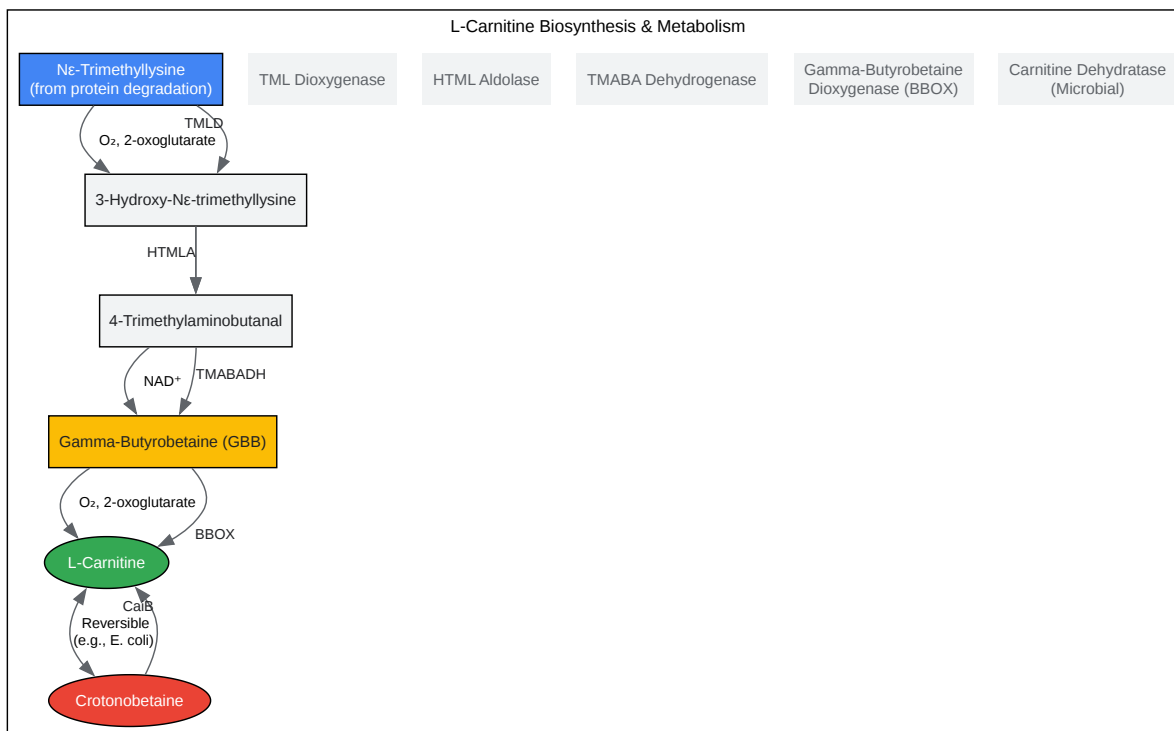 L-Carnitine Biosynthesis & Metabolism
Nε-Trimethyllysine
(from protein degradation)
TML Dioxygenase
HTML Aldolase
TMABA Dehydrogenase
Gamma-Butyrobetaine
Dioxygenase (BBOX)
Carnitine Dehydratase
(Microbial)
TMLD
O₂, 2-oxoglutarate
3-Hydroxy-Nε-trimethyllysine
HTMLA
4-Trimethylaminobutanal
NAD⁺
TMABADH
Gamma-Butyrobetaine (GBB)
O₂, 2-oxoglutarate
BBOX
L-Carnitine
CaiB
Reversible
(e.g., E. coli)
Crotonobetaine